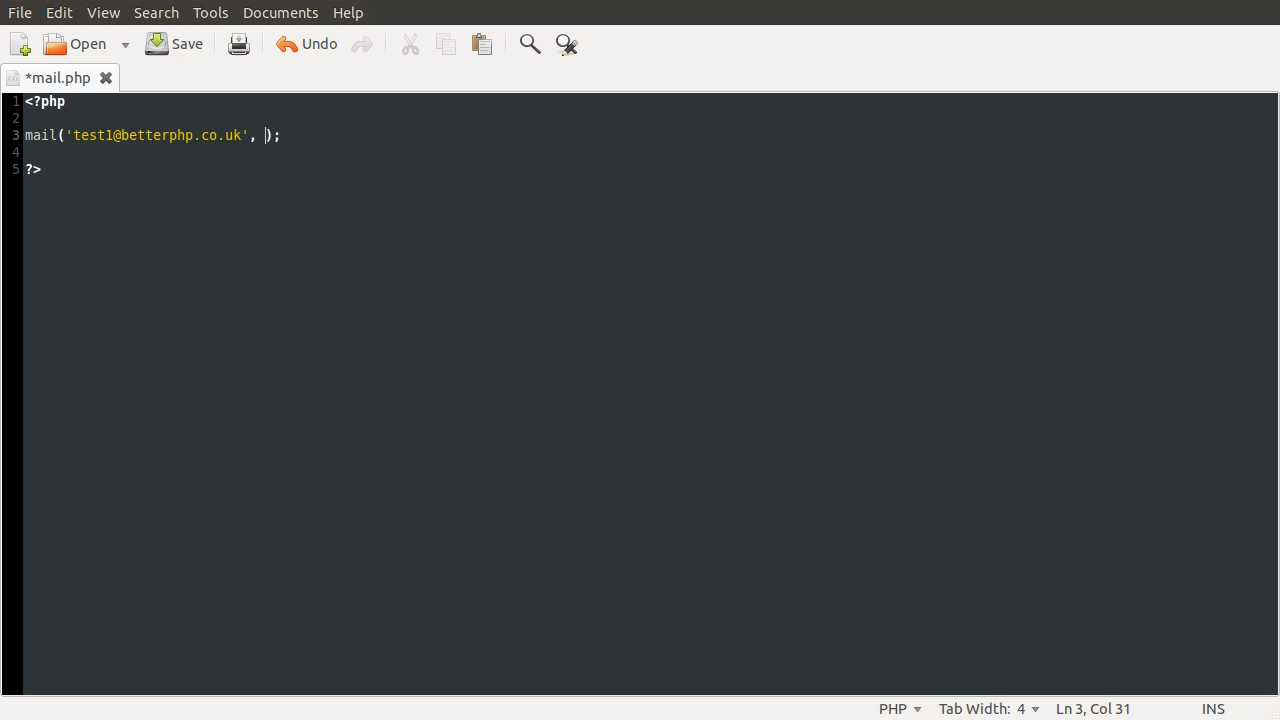 File Edit View Search Tools Documents Help
Open Save Undo
*mail.php
1 <?php
2
3 mail('test1@betterphp.co.uk', );
4
5 ?>
PHP Tab Width: 4 Ln 3, Col 31 INS